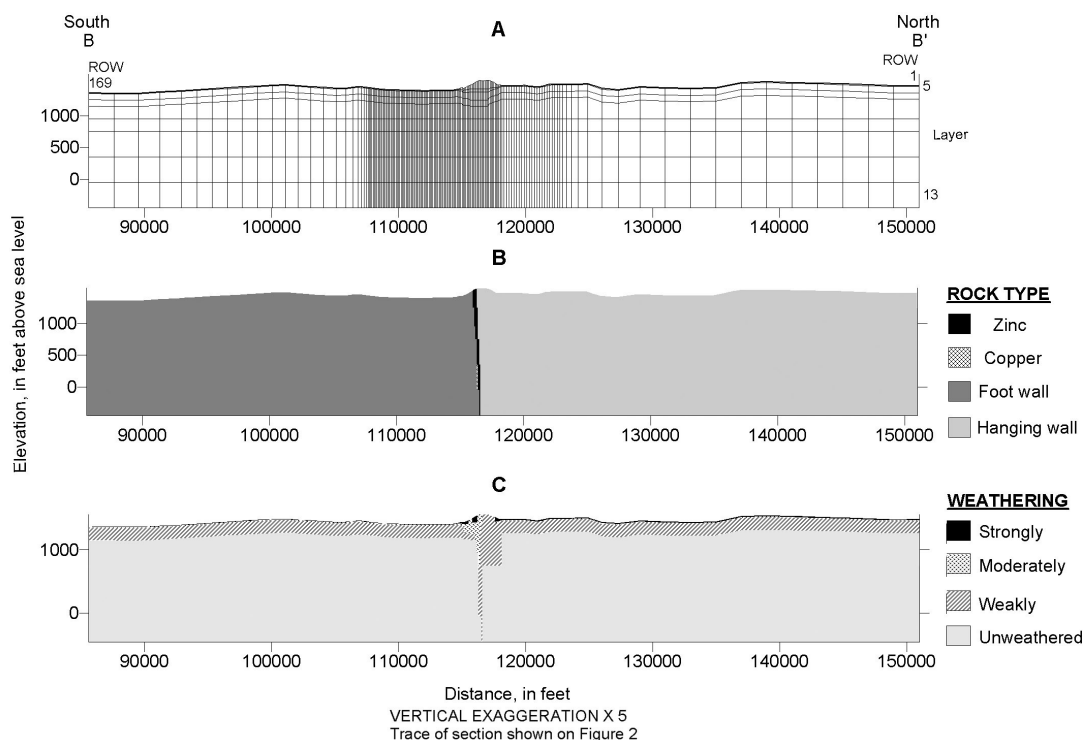 South
B
A
North
B'
ROW
169
ROW
1
5
1000
500
0
Layer
13
90000 100000 110000 120000 130000 140000 150000
Elevation, in feet above sea level
B
1000
500
0
90000 100000 110000 120000 130000 140000 150000
ROCK TYPE
Zinc
Copper
Foot wall
Hanging wall
C
1000
0
90000 100000 110000 120000 130000 140000 150000
WEATHERING
Strongly
Moderately
Weakly
Unweathered
Distance, in feet
VERTICAL EXAGGERATION X 5
Trace of section shown on Figure 2